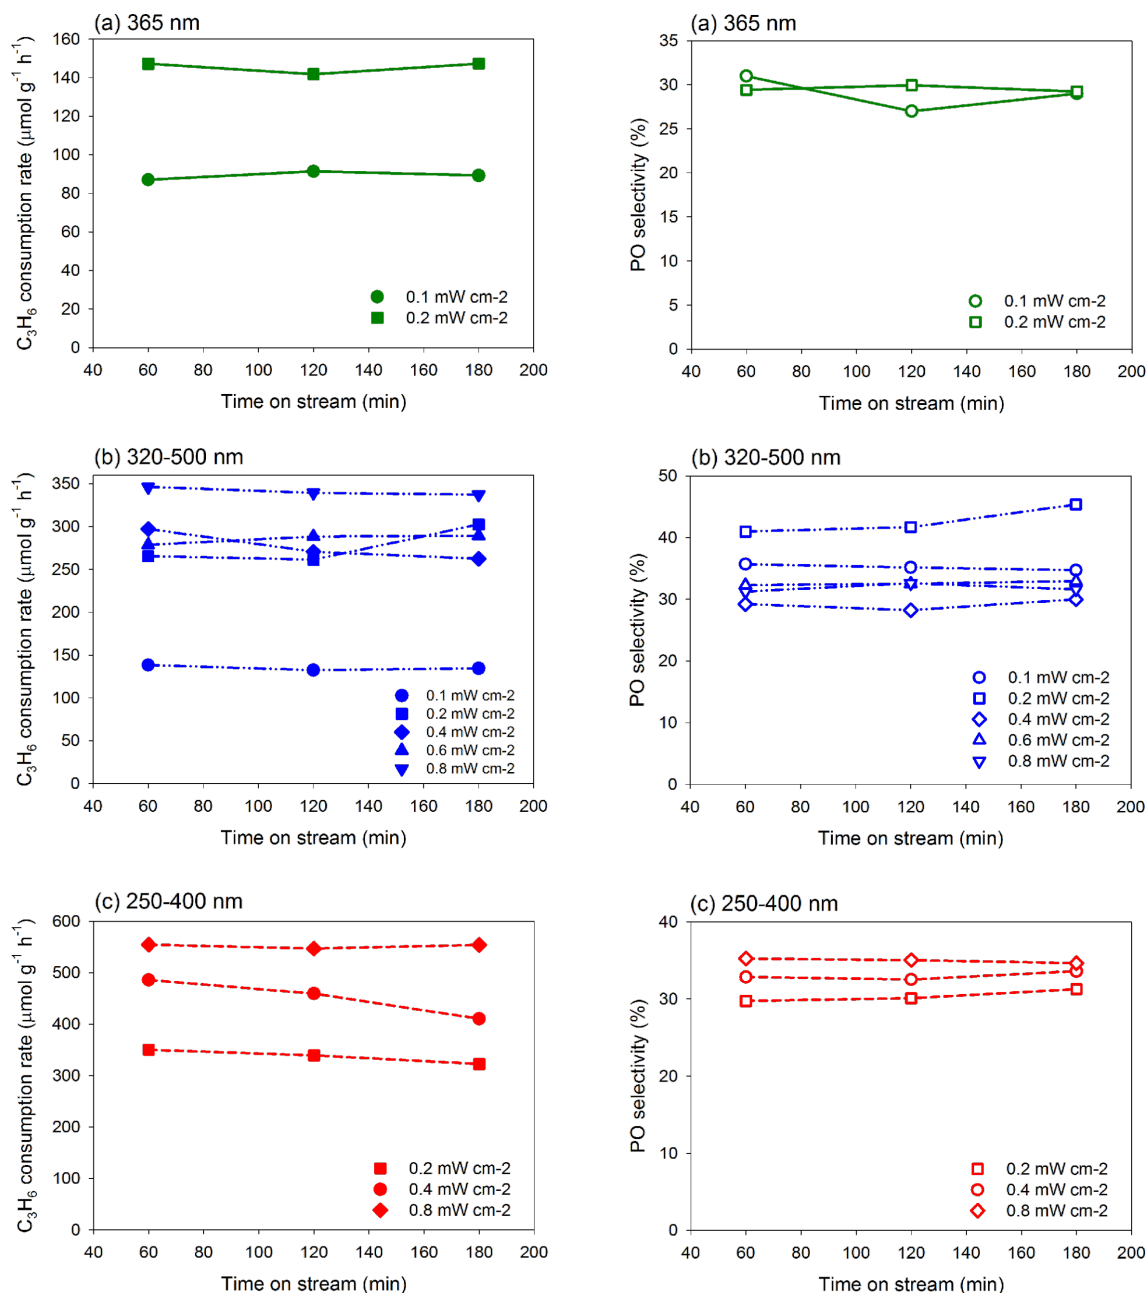 (a) 365 nm
C₃H₆ consumption rate (μmol g⁻¹ h⁻¹)
160
140
120
100
80
60
40
20
0
0.1 mW cm-2
0.2 mW cm-2
40 60 80 100 120 140 160 180 200
Time on stream (min)
(a) 365 nm
PO selectivity (%)
35
30
25
20
15
10
5
0
0.1 mW cm-2
0.2 mW cm-2
40 60 80 100 120 140 160 180 200
Time on stream (min)
(b) 320-500 nm
C₃H₆ consumption rate (μmol g⁻¹ h⁻¹)
350
300
250
200
150
100
50
0
0.1 mW cm-2
0.2 mW cm-2
0.4 mW cm-2
0.6 mW cm-2
0.8 mW cm-2
40 60 80 100 120 140 160 180 200
Time on stream (min)
(b) 320-500 nm
PO selectivity (%)
50
40
30
20
10
0
0.1 mW cm-2
0.2 mW cm-2
0.4 mW cm-2
0.6 mW cm-2
0.8 mW cm-2
40 60 80 100 120 140 160 180 200
Time on stream (min)
(c) 250-400 nm
C₃H₆ consumption rate (μmol g⁻¹ h⁻¹)
600
500
400
300
200
100
0
0.2 mW cm-2
0.4 mW cm-2
0.8 mW cm-2
40 60 80 100 120 140 160 180 200
Time on stream (min)
(c) 250-400 nm
PO selectivity (%)
40
30
20
10
0
0.2 mW cm-2
0.4 mW cm-2
0.8 mW cm-2
40 60 80 100 120 140 160 180 200
Time on stream (min)